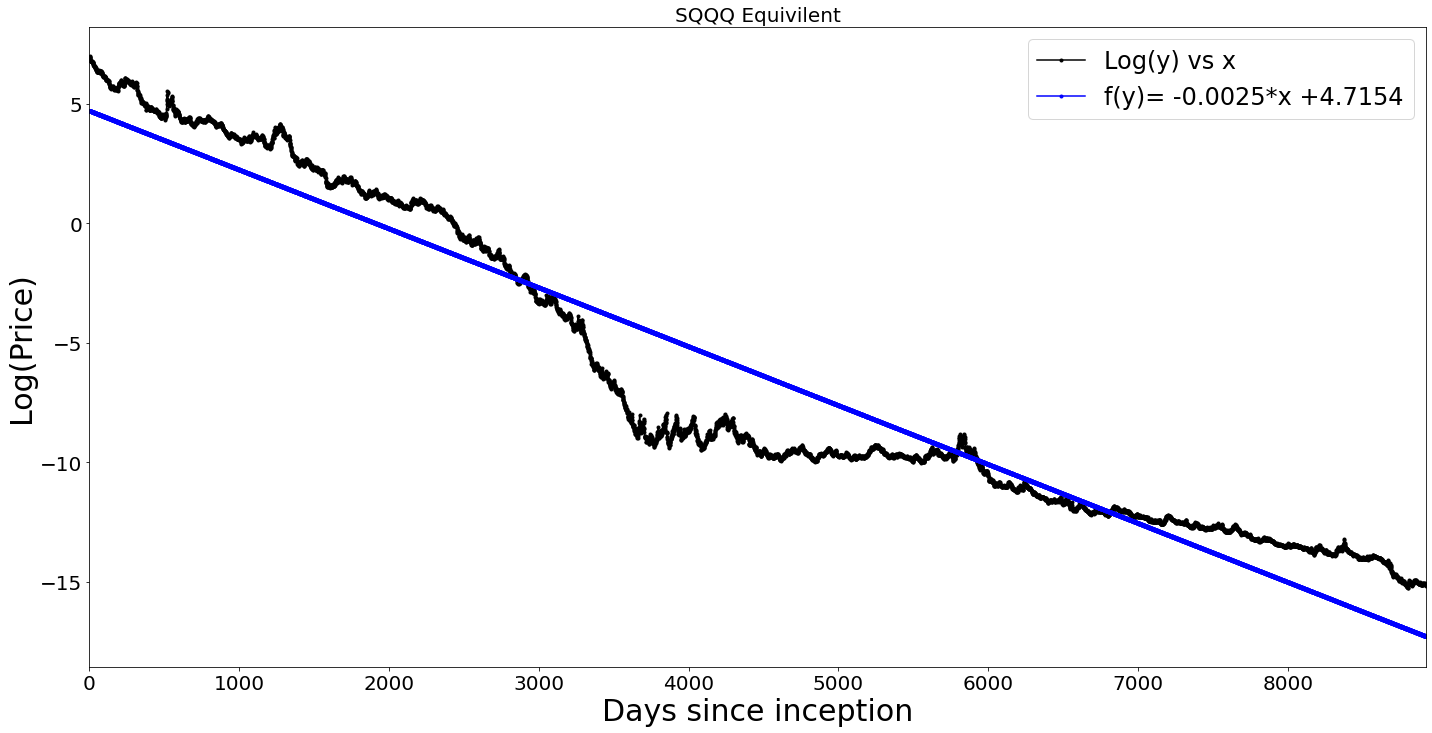 SQQQ Equivilent
Log(y) vs x
f(y)= -0.0025*x +4.7154
Log(Price)
5
0
−5
−10
−15
0 1000 2000 3000 4000 5000 6000 7000 8000
Days since inception